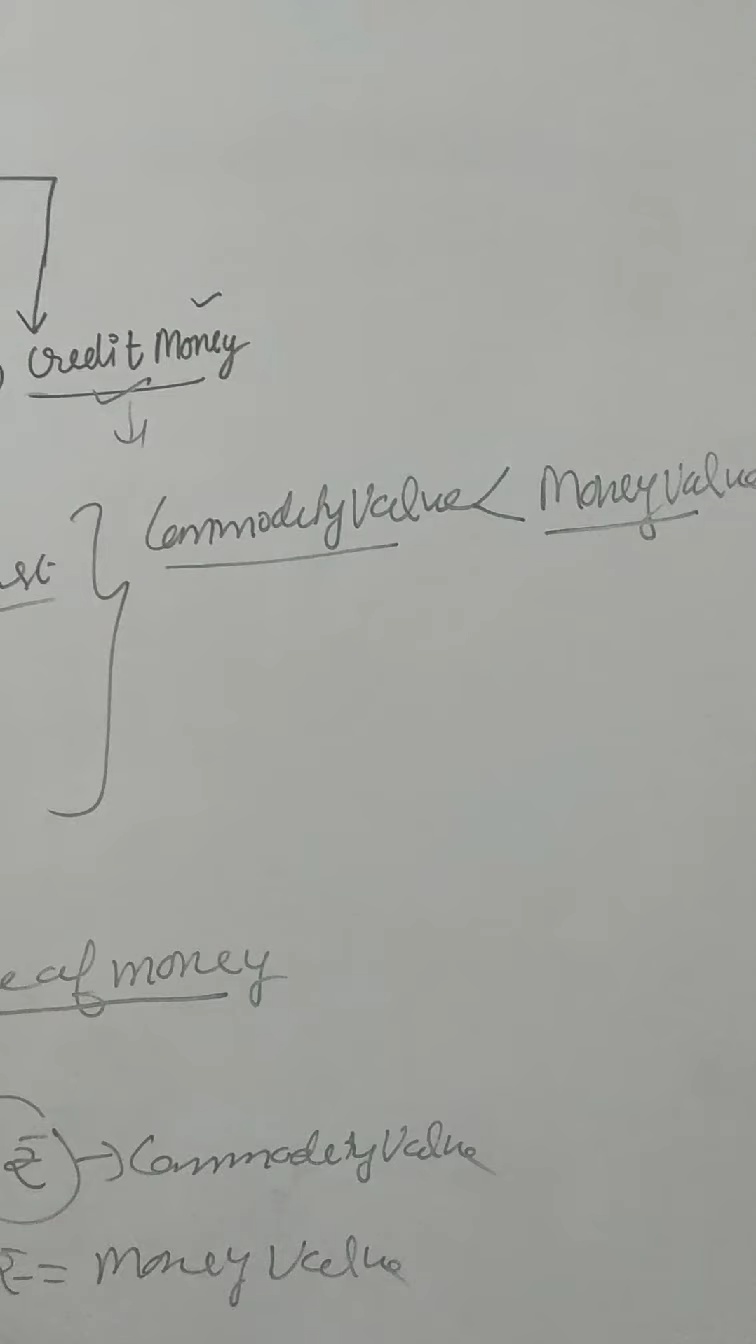 Credit Money
Commodity Value < Money Value
of money
₹ → Commodity Value
₹ = Money Value